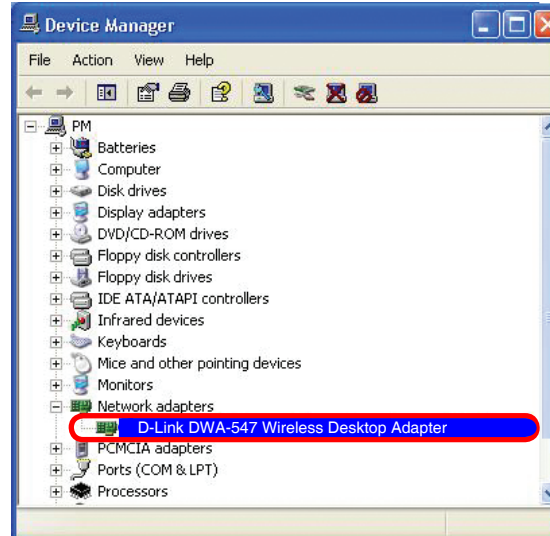 Device Manager
File Action View Help
PM
Batteries
Computer
Disk drives
Display adapters
DVD/CD-ROM drives
Floppy disk controllers
Floppy disk drives
IDE ATA/ATAPI controllers
Infrared devices
Keyboards
Mice and other pointing devices
Monitors
Network adapters
D-Link DWA-547 Wireless Desktop Adapter
PCMCIA adapters
Ports (COM & LPT)
Processors